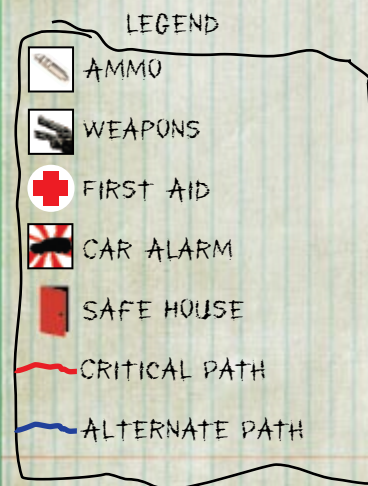 LEGEND
AMMO
WEAPONS
FIRST AID
CAR ALARM
SAFE HOUSE
CRITICAL PATH
ALTERNATE PATH